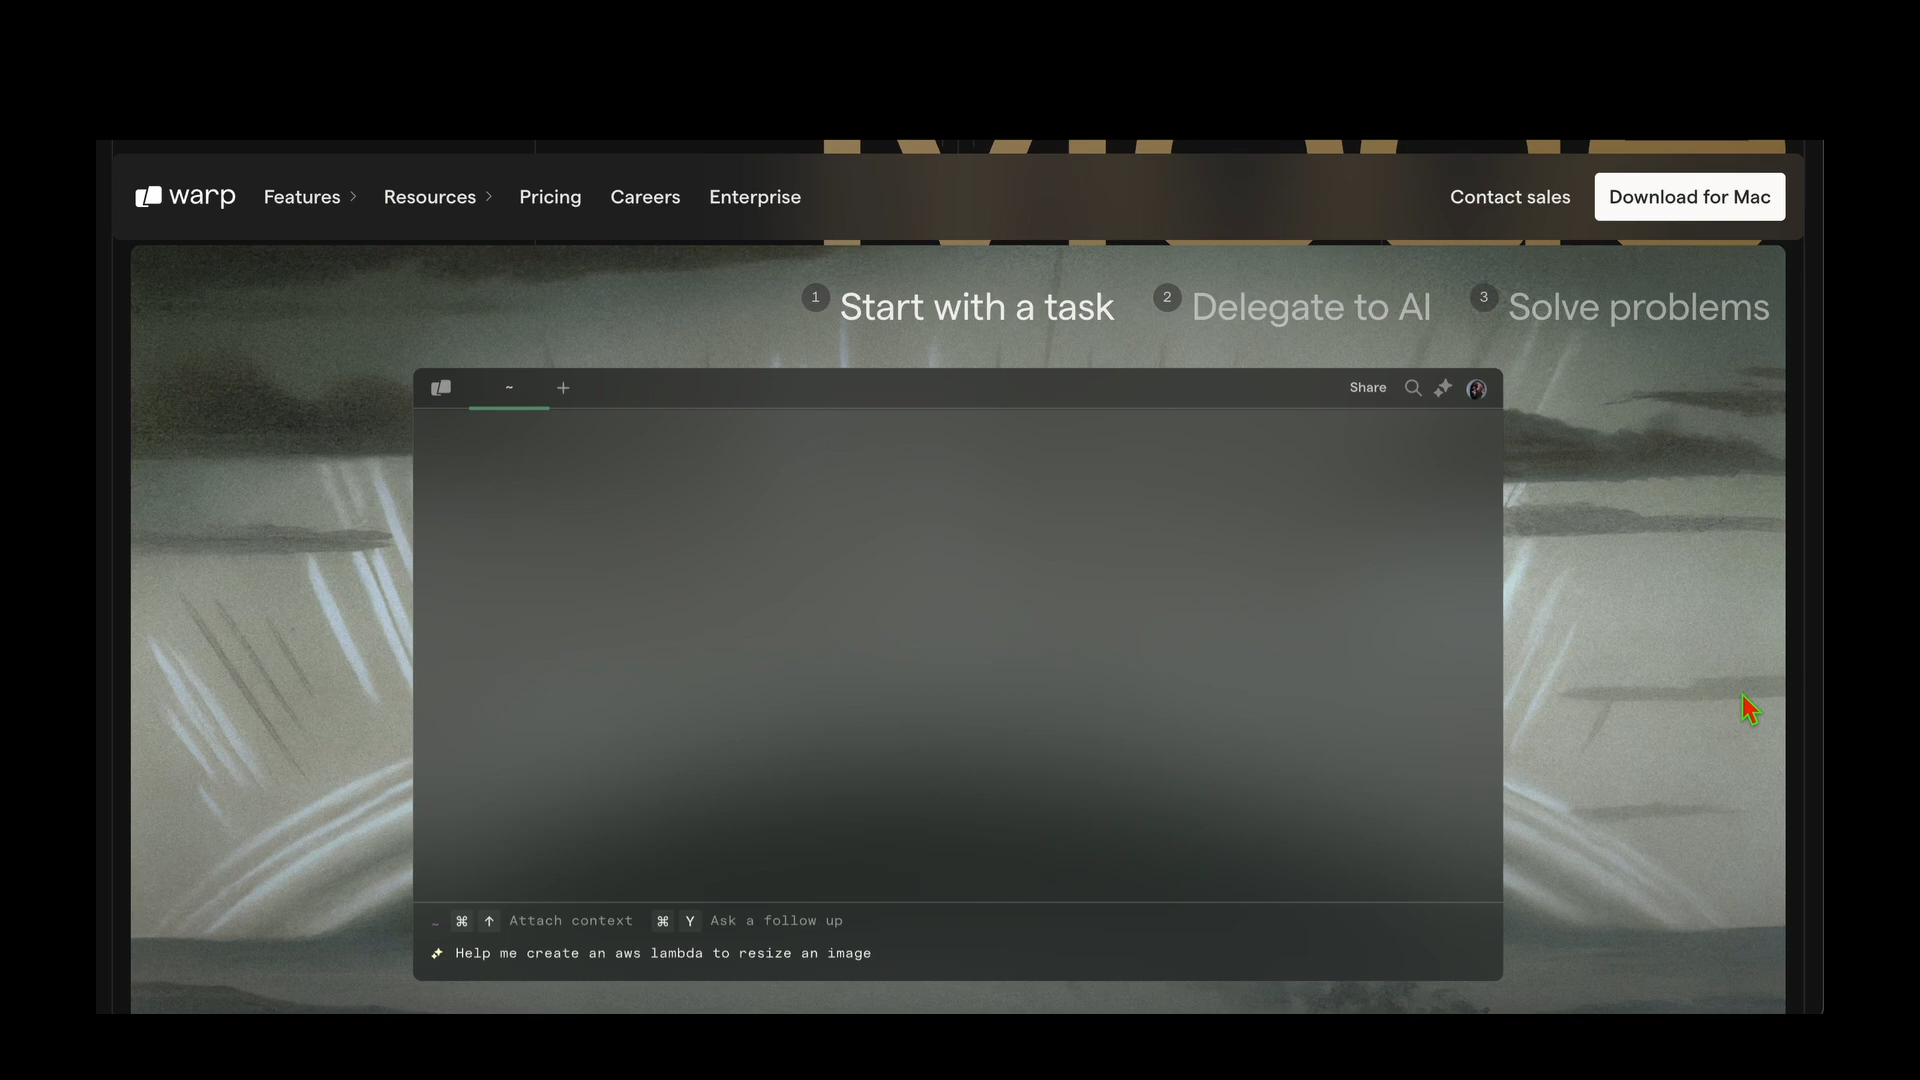 warp Features Resources Pricing Careers Enterprise Contact sales Download for Mac
1 Start with a task 2 Delegate to AI 3 Solve problems
~ + Share
~ ⌘ ↑ Attach context ⌘ Y Ask a follow up
Help me create an aws lambda to resize an image